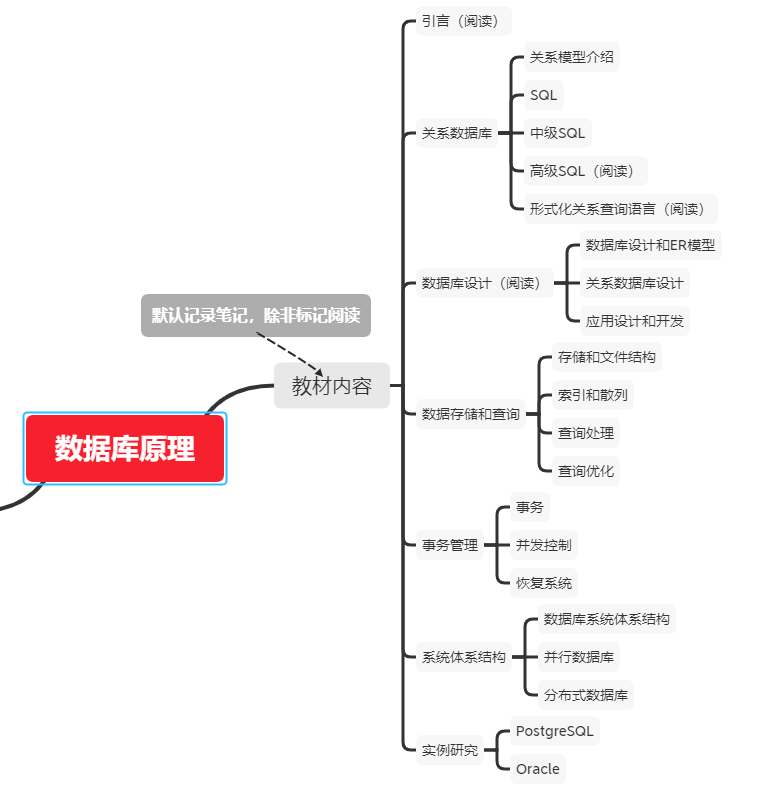 引言（阅读）
关系模型介绍
SQL
关系数据库
中级SQL
高级SQL（阅读）
形式化关系查询语言（阅读）
数据库设计和ER模型
数据库设计（阅读）
关系数据库设计
应用设计和开发
默认记录笔记，除非标记阅读
教材内容
数据库原理
存储和文件结构
索引和散列
数据存储和查询
查询处理
查询优化
事务
事务管理
并发控制
恢复系统
数据库系统体系结构
系统体系结构
并行数据库
分布式数据库
PostgreSQL
实例研究
Oracle